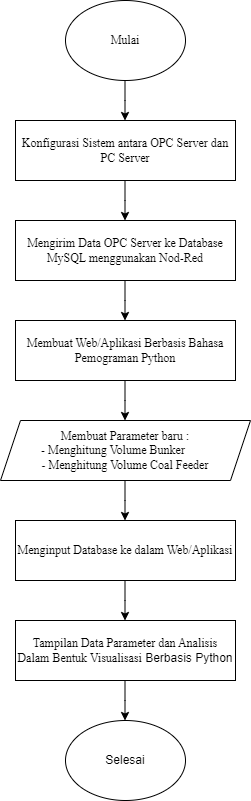 Mulai
Konfigurasi Sistem antara OPC Server dan
PC Server
Mengirim Data OPC Server ke Database
MySQL menggunakan Nod-Red
Membuat Web/Aplikasi Berbasis Bahasa
Pemograman Python
Membuat Parameter baru :
- Menghitung Volume Bunker
- Menghitung Volume Coal Feeder
Menginput Database ke dalam Web/Aplikasi
Tampilan Data Parameter dan Analisis
Dalam Bentuk Visualisasi Berbasis Python
Selesai